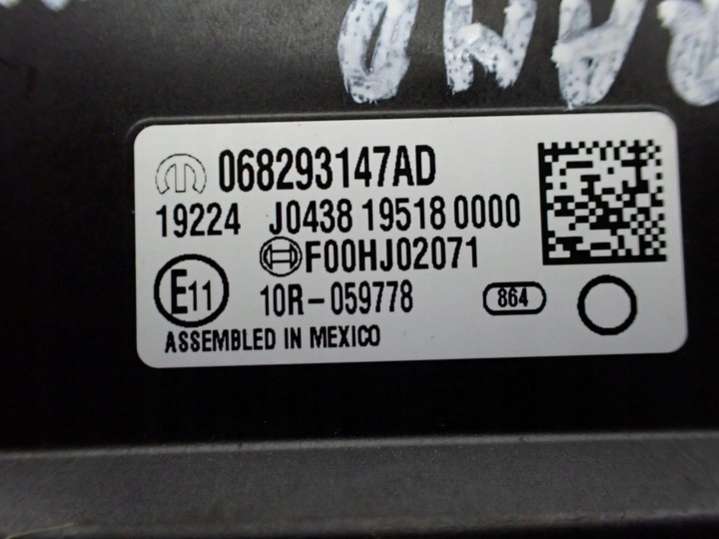 068293147AD
19224 J0438 19518 0000
F00HJ02071
E11 10R-059778 864
ASSEMBLED IN MEXICO